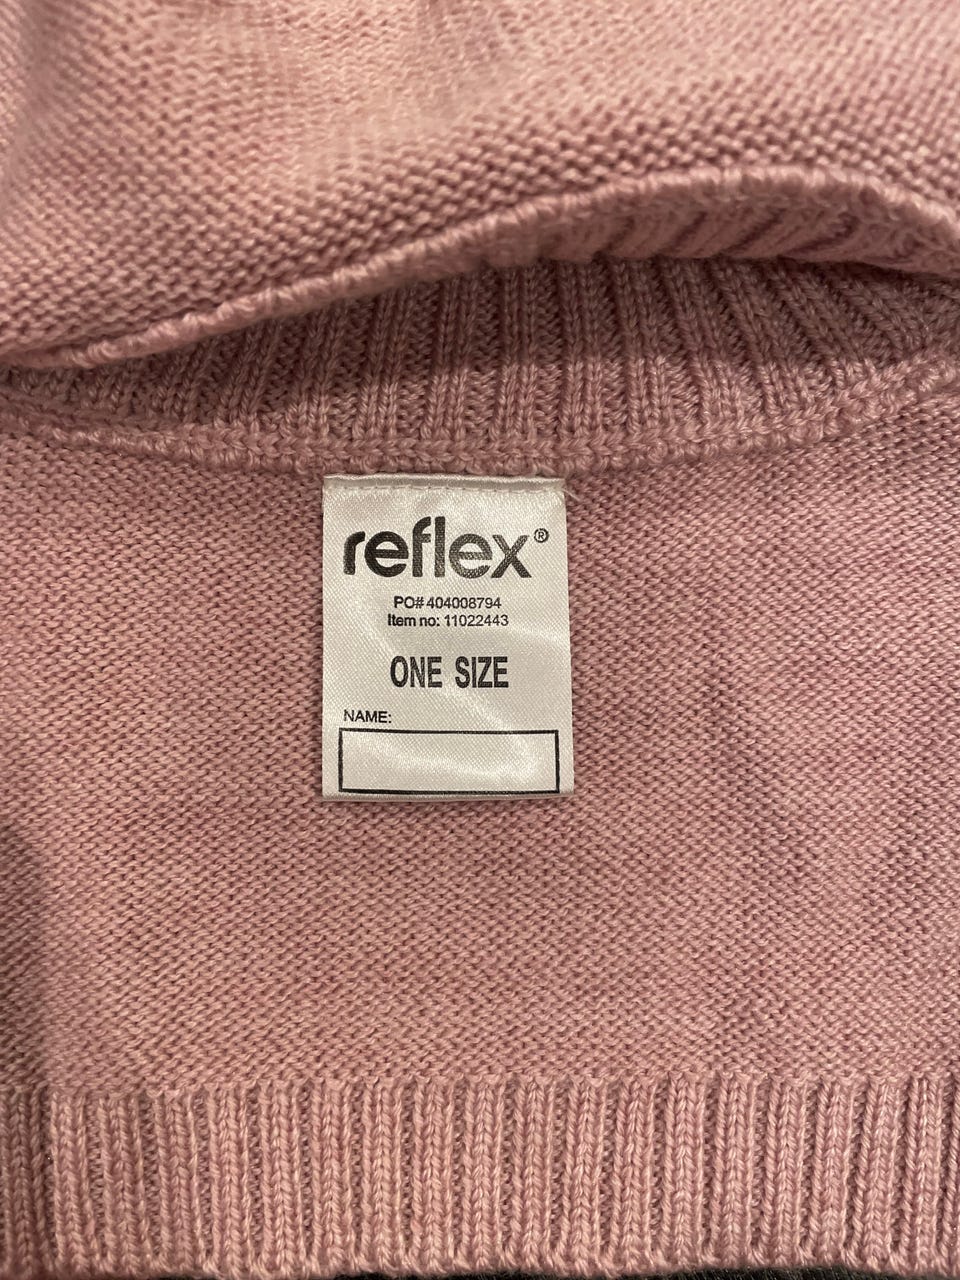 reflex®
PO# 404008794
Item no: 11022443
ONE SIZE
NAME: